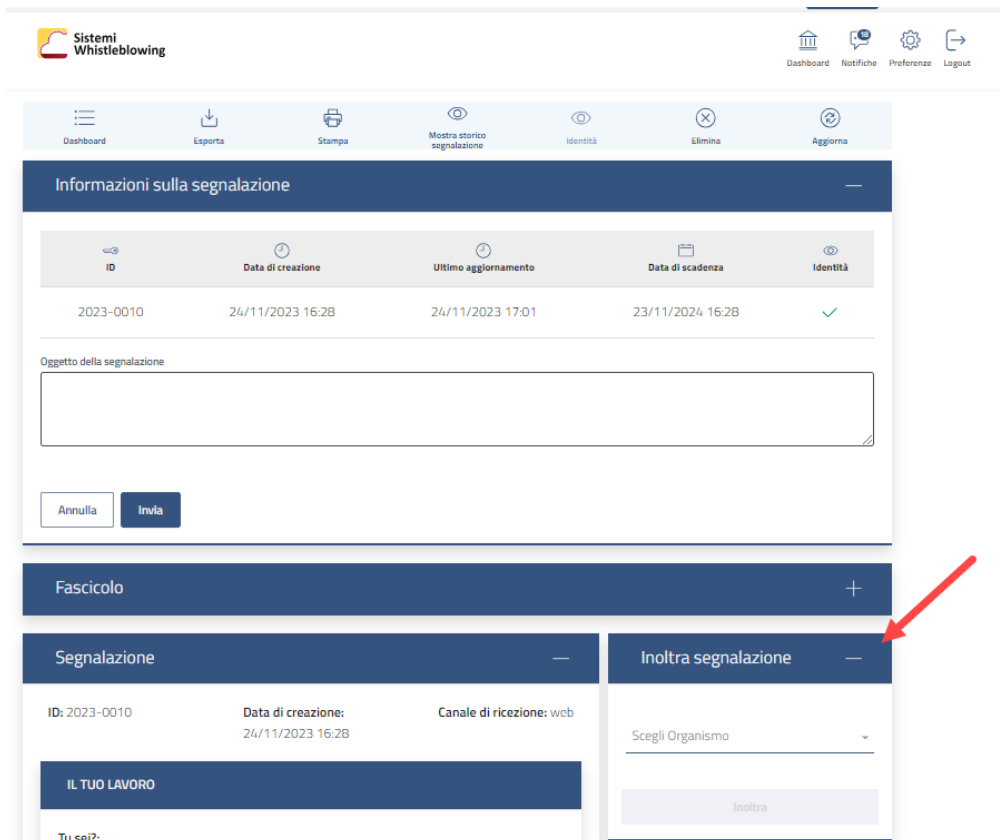 Sistemi
Whistleblowing
18
Dashboard Notifiche Preferenze Logout
Dashboard Esporta Stampa Mostra storico segnalazione Identità Elimina Aggiorna
Informazioni sulla segnalazione
ID Data di creazione Ultimo aggiornamento Data di scadenza Identità
2023-0010 24/11/2023 16:28 24/11/2023 17:01 23/11/2024 16:28
Oggetto della segnalazione
Annulla Invia
Fascicolo
Segnalazione
ID: 2023-0010 Data di creazione: Canale di ricezione: web
24/11/2023 16:28
IL TUO LAVORO
Tu sei?:
Inoltra segnalazione
Scegli Organismo
Inoltra